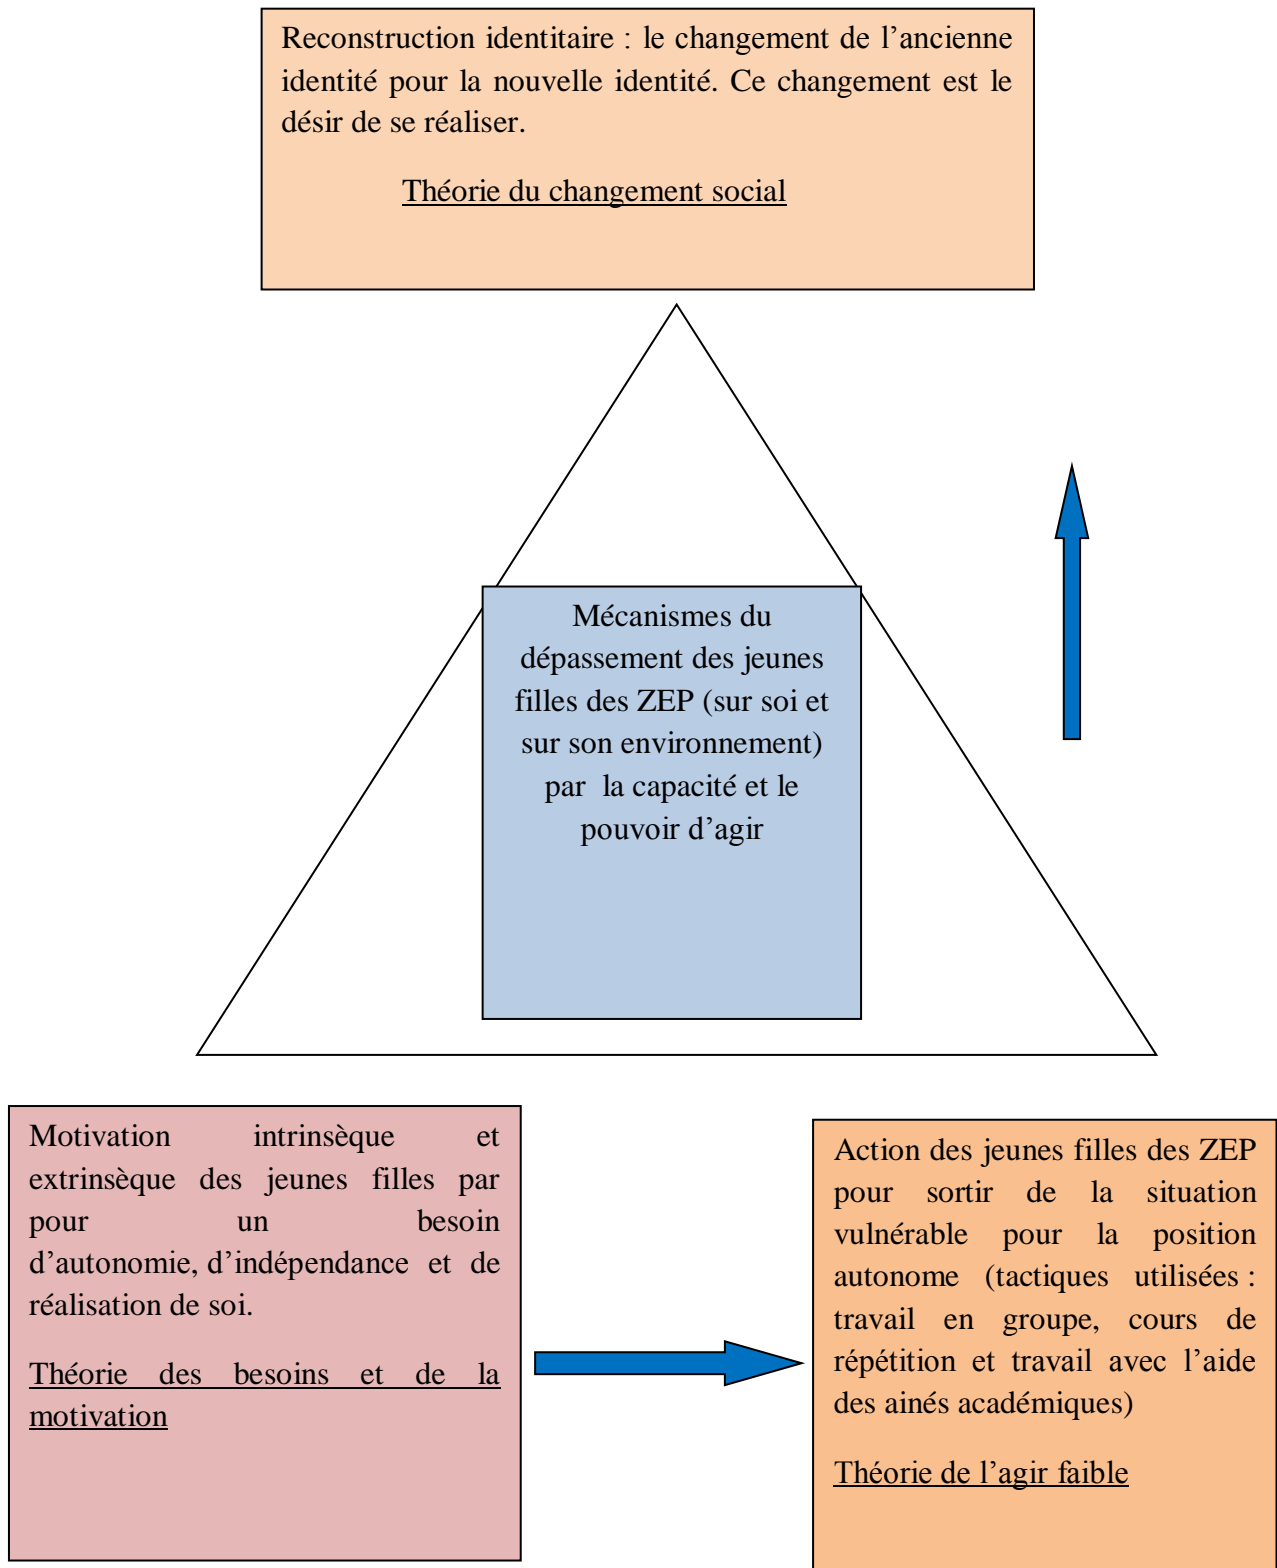 Reconstruction identitaire : le changement de l’ancienne
identité pour la nouvelle identité. Ce changement est le
désir de se réaliser.
Théorie du changement social
Mécanismes du
dépassement des jeunes
filles des ZEP (sur soi et
sur son environnement)
par la capacité et le
pouvoir d’agir
Motivation intrinsèque et
extrinsèque des jeunes filles par
pour un besoin
d’autonomie, d’indépendance et de
réalisation de soi.
Théorie des besoins et de la
motivation
Action des jeunes filles des ZEP
pour sortir de la situation
vulnérable pour la position
autonome (tactiques utilisées :
travail en groupe, cours de
répétition et travail avec l’aide
des ainés académiques)
Théorie de l’agir faible